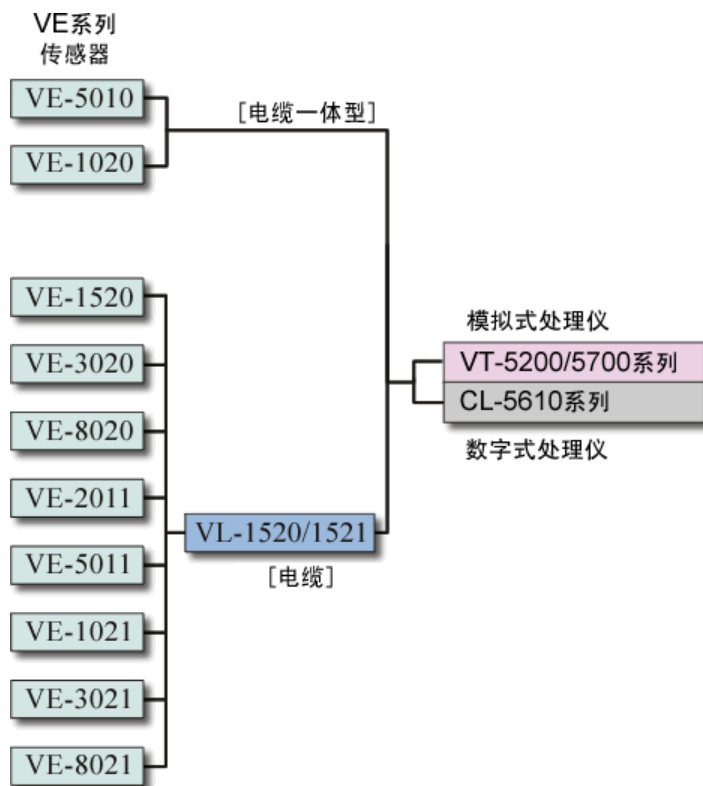 VE系列
传感器
VE-5010
[电缆一体型]
VE-1020
VE-1520
模拟式处理仪
VE-3020
VT-5200/5700系列
CL-5610系列
VE-8020
数字式处理仪
VE-2011
VL-1520/1521
VE-5011
[电缆]
VE-1021
VE-3021
VE-8021